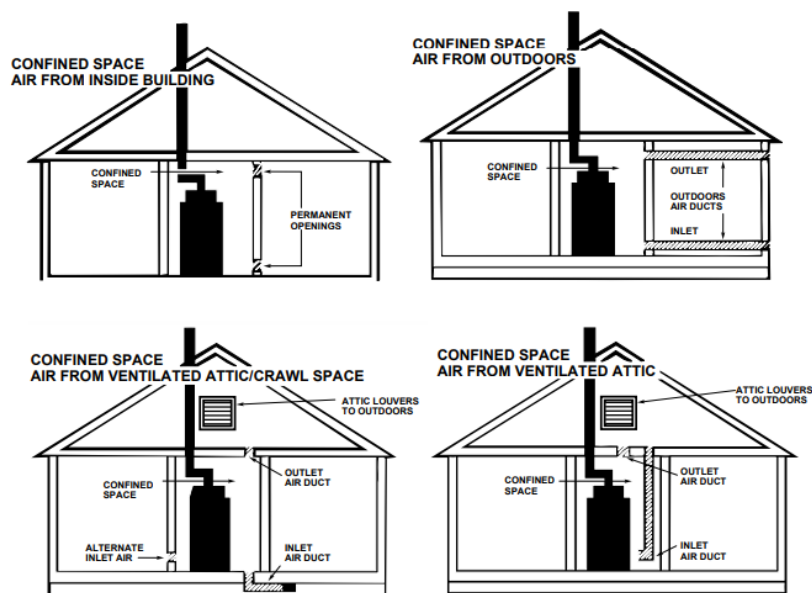 CONFINED SPACE
AIR FROM INSIDE BUILDING
CONFINED
SPACE
PERMANENT
OPENINGS
CONFINED SPACE
AIR FROM OUTDOORS
CONFINED
SPACE
OUTLET
OUTDOORS
AIR DUCTS
INLET
CONFINED SPACE
AIR FROM VENTILATED ATTIC/CRAWL SPACE
ATTIC LOUVERS
TO OUTDOORS
OUTLET
AIR DUCT
CONFINED
SPACE
ALTERNATE
INLET AIR
INLET
AIR DUCT
CONFINED SPACE
AIR FROM VENTILATED ATTIC
ATTIC LOUVERS
TO OUTDOORS
OUTLET
AIR DUCT
CONFINED
SPACE
INLET
AIR DUCT